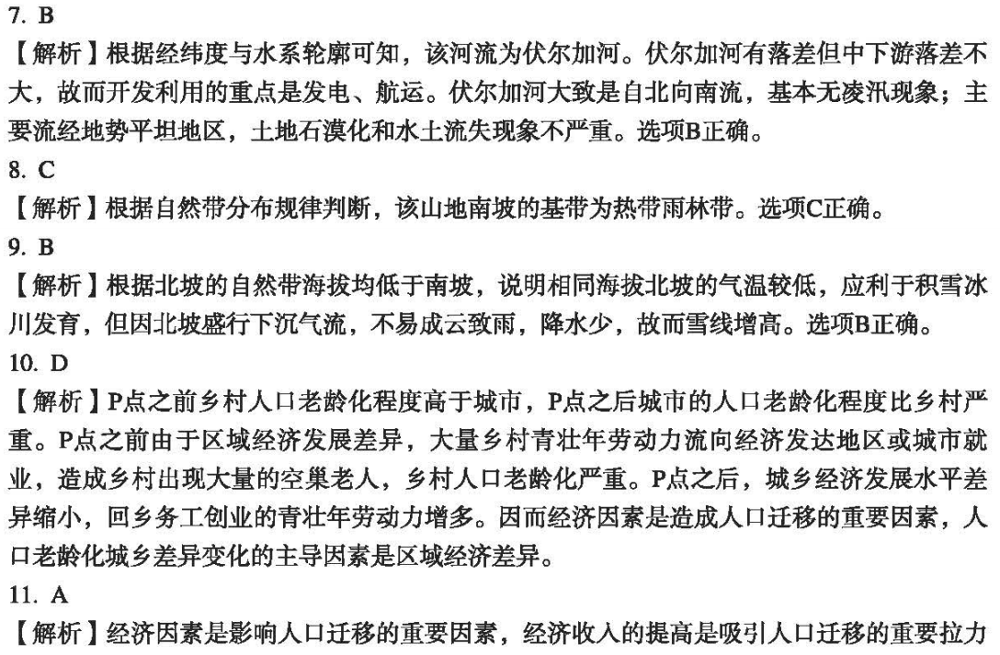 7. B
【解析】根据经纬度与水系轮廓可知，该河流为伏尔加河。伏尔加河有落差但中下游落差不
大，故而开发利用的重点是发电、航运。伏尔加河大致是自北向南流，基本无凌汛现象；主
要流经地势平坦地区，土地石漠化和水土流失现象不严重。选项B正确。
8. C
【解析】根据自然带分布规律判断，该山地南坡的基带为热带雨林带。选项C正确。
9. B
【解析】根据北坡的自然带海拔均低于南坡，说明相同海拔北坡的气温较低，应利于积雪冰
川发育，但因北坡盛行下沉气流，不易成云致雨，降水少，故而雪线增高。选项B正确。
10. D
【解析】P点之前乡村人口老龄化程度高于城市，P点之后城市的人口老龄化程度比乡村严
重。P点之前由于区域经济发展差异，大量乡村青壮年劳动力流向经济发达地区或城市就
业，造成乡村出现大量的空巢老人，乡村人口老龄化严重。P点之后，城乡经济发展水平差
异缩小，回乡务工创业的青壮年劳动力增多。因而经济因素是造成人口迁移的重要因素，人
口老龄化城乡差异变化的主导因素是区域经济差异。
11. A
【解析】经济因素是影响人口迁移的重要因素，经济收入的提高是吸引人口迁移的重要拉力